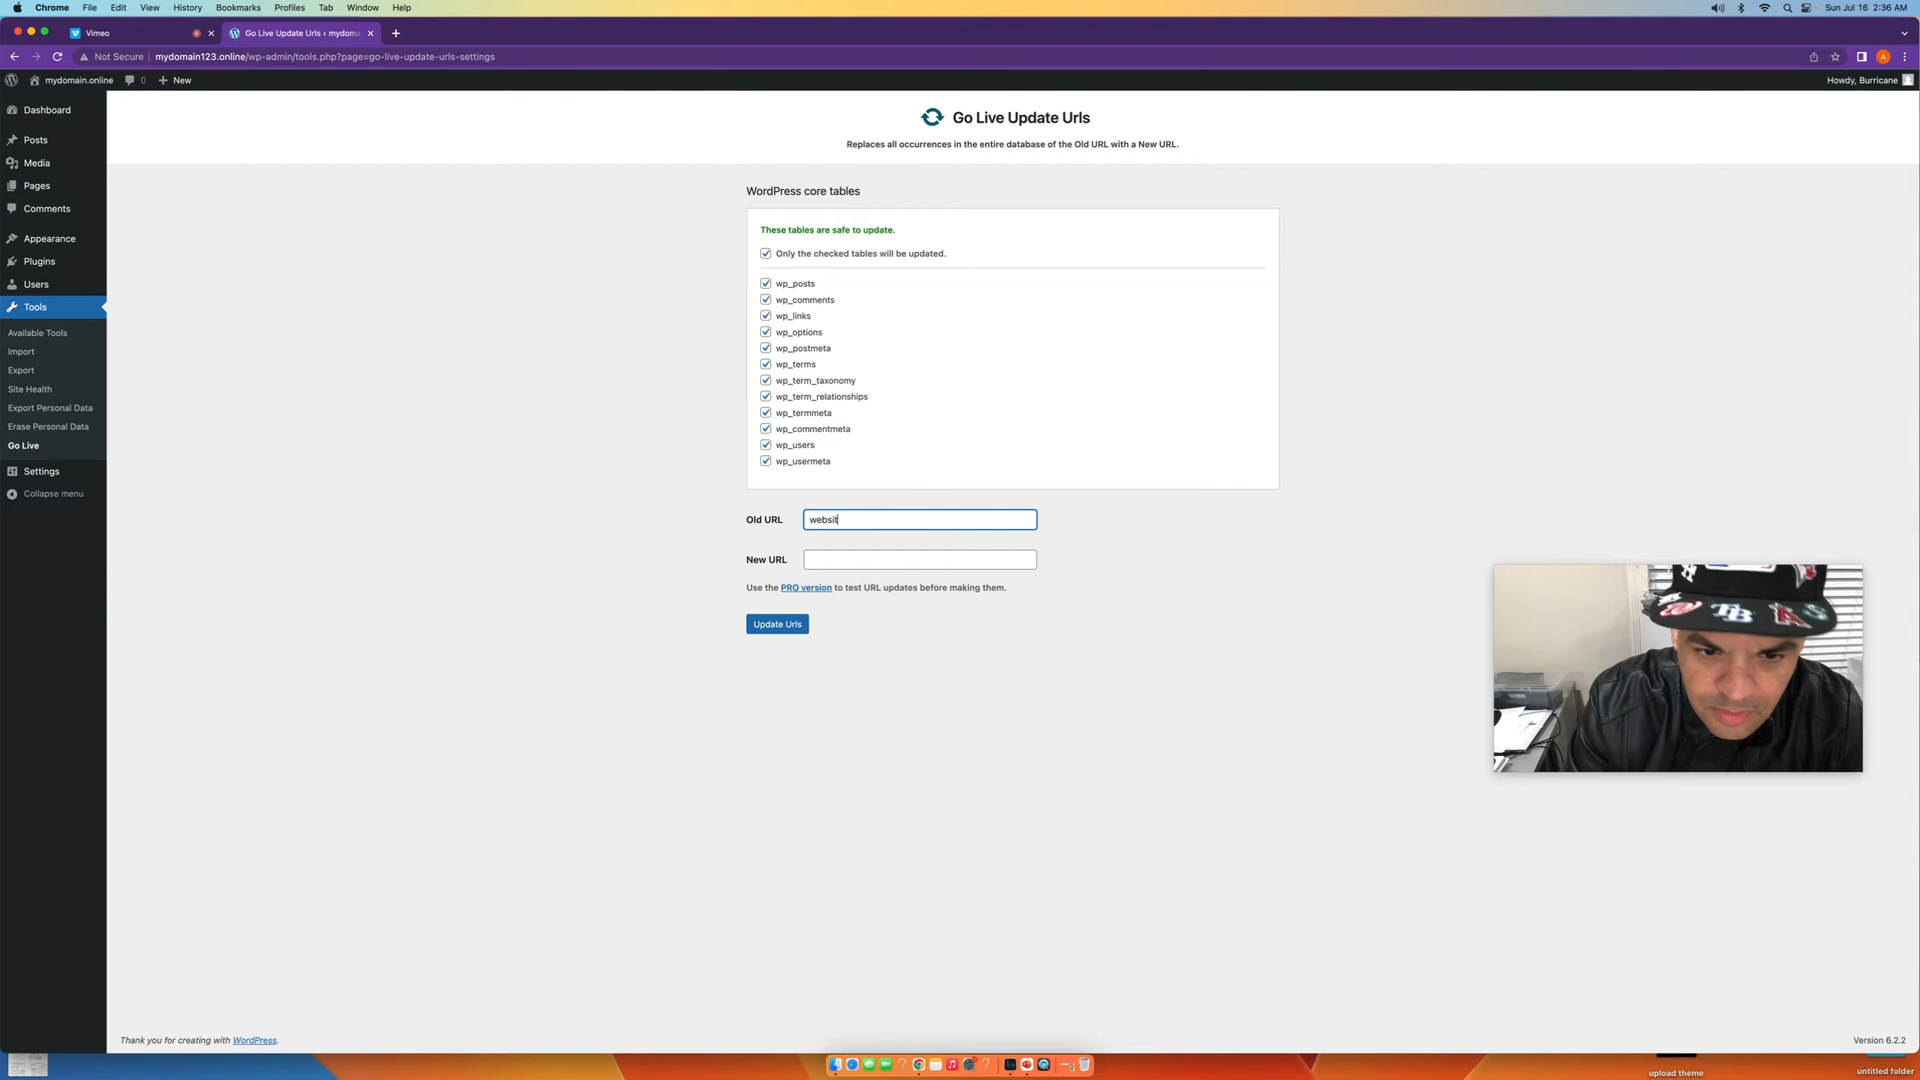 Chrome File Edit View History Bookmarks Profiles Tab Window Help Sun Jul 16 2:36 AM
Vimeo Go Live Update Urls ‹ mydoma
Not Secure mydomain123.online/wp-admin/tools.php?page=go-live-update-urls-settings
mydomain.online 0 New Howdy, Burricane
Dashboard
Posts
Media
Pages
Comments
Appearance
Plugins
Users
Tools
Available Tools
Import
Export
Site Health
Export Personal Data
Erase Personal Data
Go Live
Settings
Collapse menu
Go Live Update Urls
Replaces all occurrences in the entire database of the Old URL with a New URL.
WordPress core tables
These tables are safe to update.
Only the checked tables will be updated.
wp_posts
wp_comments
wp_links
wp_options
wp_postmeta
wp_terms
wp_term_taxonomy
wp_term_relationships
wp_termmeta
wp_commentmeta
wp_users
wp_usermeta
Old URL websit
New URL
Use the PRO version to test URL updates before making them.
Update Urls
TB A
Thank you for creating with WordPress. Version 6.2.2
upload theme untitled folder